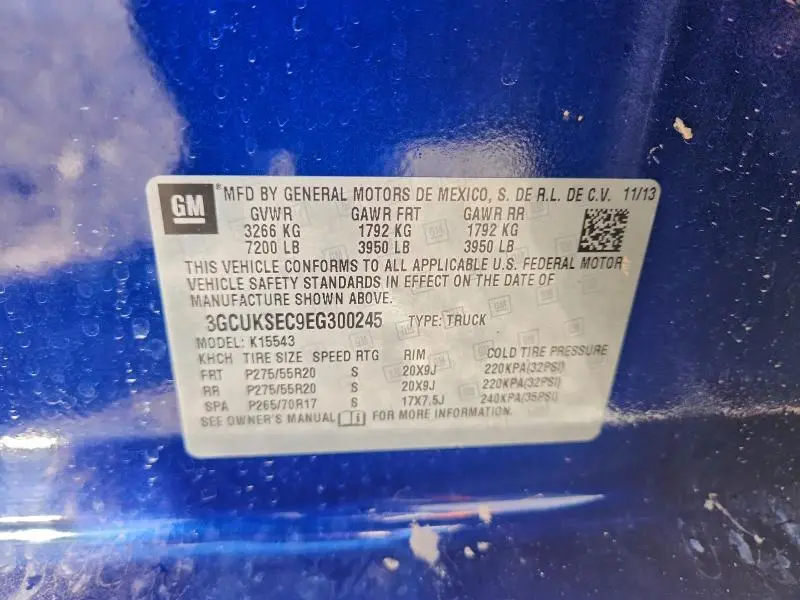 GM ® MFD BY GENERAL MOTORS DE MEXICO, S. DE R.L. DE C.V. 11/13
GVWR GAWR FRT GAWR RR
3266 KG 1792 KG 1792 KG
7200 LB 3950 LB 3950 LB
THIS VEHICLE CONFORMS TO ALL APPLICABLE U.S. FEDERAL MOTOR
VEHICLE SAFETY STANDARDS IN EFFECT ON THE DATE OF
MANUFACTURE SHOWN ABOVE.
3GCUKSEC9EG300245 TYPE: TRUCK
MODEL: K15543
KHCH TIRE SIZE SPEED RTG RIM COLD TIRE PRESSURE
FRT P275/55R20 S 20X9J 220KPA(32PSI)
RR P275/55R20 S 20X9J 220KPA(32PSI)
SPA P265/70R17 S 17X7.5J 240KPA(35PSI)
SEE OWNER'S MANUAL FOR MORE INFORMATION.